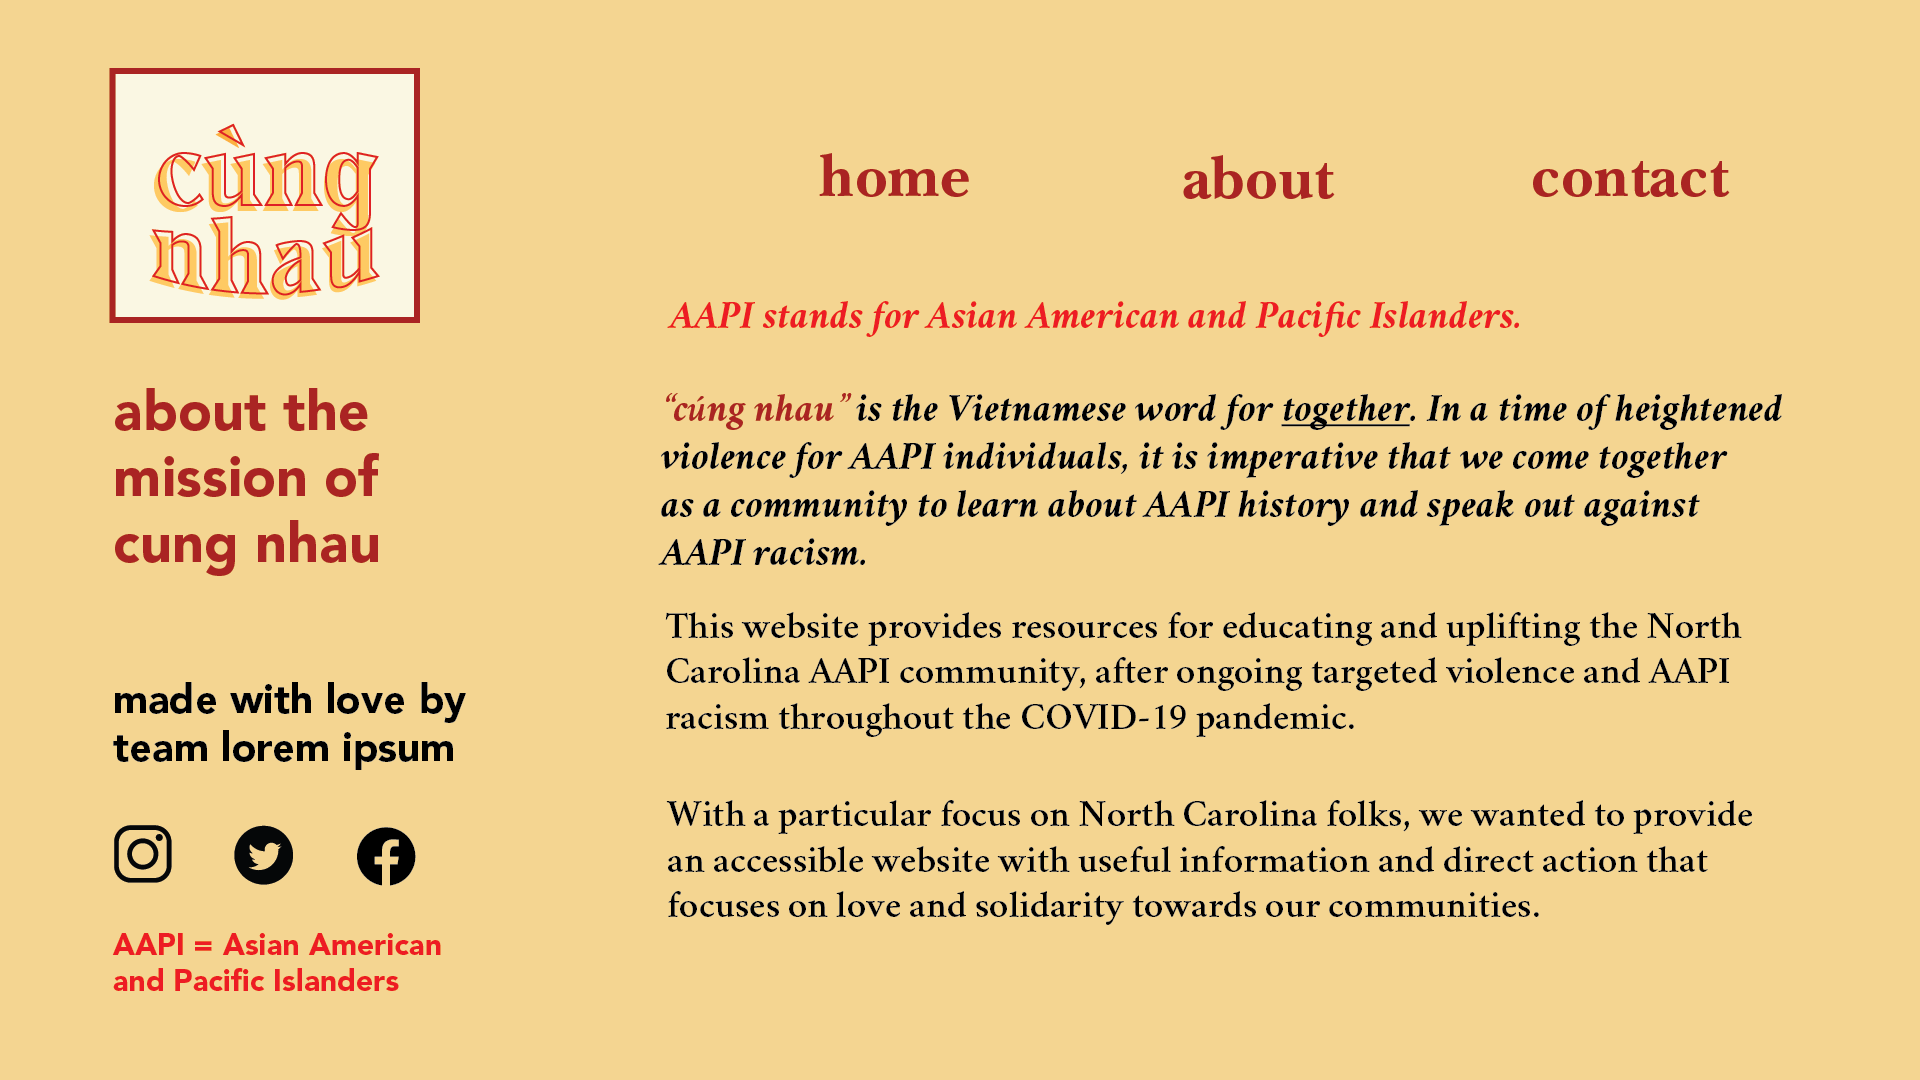 cùng
nhaù
home
about
contact
about the
mission of
cung nhau
made with love by
team lorem ipsum
AAPI = Asian American
and Pacific Islanders
AAPI stands for Asian American and Pacific Islanders.
“cúng nhau” is the Vietnamese word for together. In a time of heightened
violence for AAPI individuals, it is imperative that we come together
as a community to learn about AAPI history and speak out against
AAPI racism.
This website provides resources for educating and uplifting the North
Carolina AAPI community, after ongoing targeted violence and AAPI
racism throughout the COVID-19 pandemic.
With a particular focus on North Carolina folks, we wanted to provide
an accessible website with useful information and direct action that
focuses on love and solidarity towards our communities.